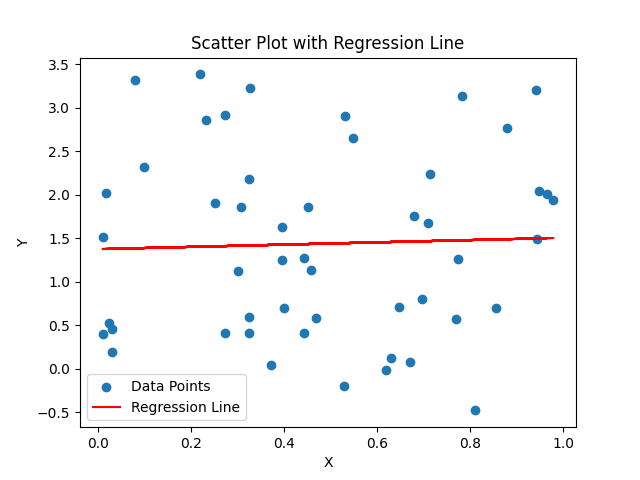 Scatter Plot with Regression Line
3.5
3.0
2.5
2.0
1.5
1.0
0.5
0.0
−0.5
Y
Data Points
Regression Line
0.0 0.2 0.4 0.6 0.8 1.0
X